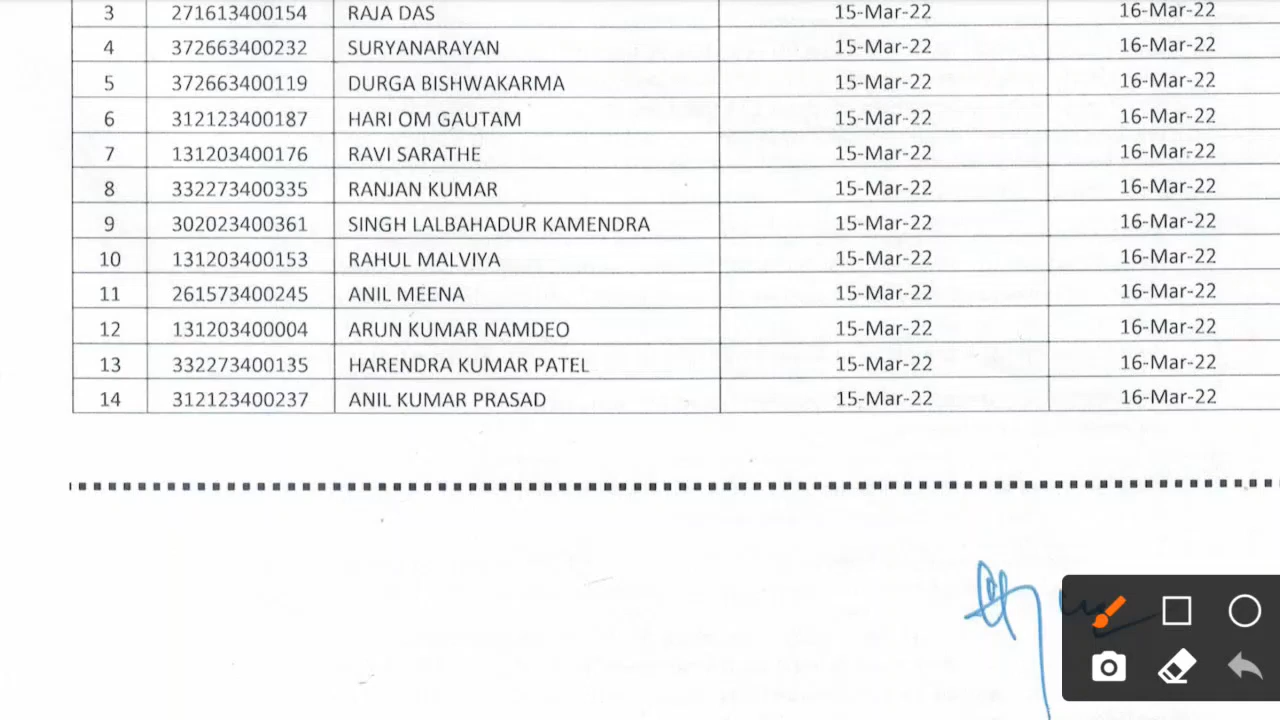 3 271613400154 RAJA DAS 15-Mar-22 16-Mar-22
4 372663400232 SURYANARAYAN 15-Mar-22 16-Mar-22
5 372663400119 DURGA BISHWAKARMA 15-Mar-22 16-Mar-22
6 312123400187 HARI OM GAUTAM 15-Mar-22 16-Mar-22
7 131203400176 RAVI SARATHE 15-Mar-22 16-Mar-22
8 332273400335 RANJAN KUMAR 15-Mar-22 16-Mar-22
9 302023400361 SINGH LALBAHADUR KAMENDRA 15-Mar-22 16-Mar-22
10 131203400153 RAHUL MALVIYA 15-Mar-22 16-Mar-22
11 261573400245 ANIL MEENA 15-Mar-22 16-Mar-22
12 131203400004 ARUN KUMAR NAMDEO 15-Mar-22 16-Mar-22
13 332273400135 HARENDRA KUMAR PATEL 15-Mar-22 16-Mar-22
14 312123400237 ANIL KUMAR PRASAD 15-Mar-22 16-Mar-22